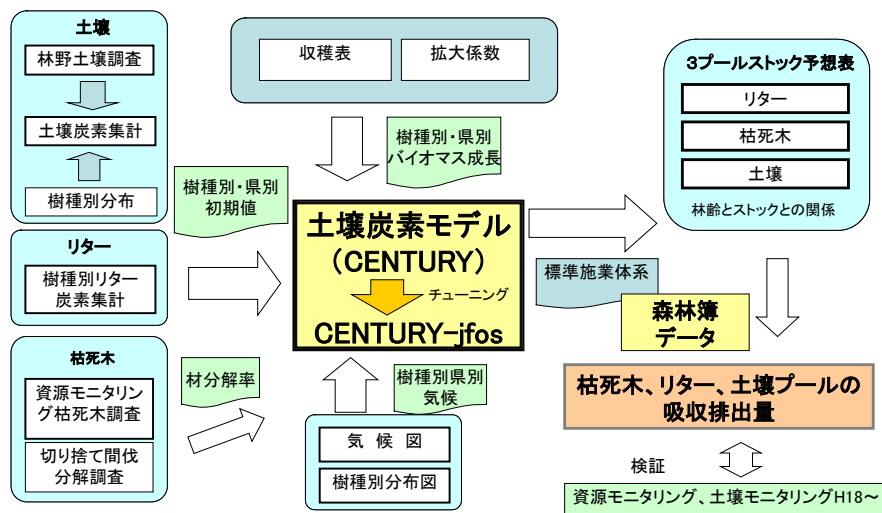 土壌
林野土壌調査
土壌炭素集計
樹種別分布
リター
樹種別リター
炭素集計
枯死木
資源モニタリン
グ枯死木調査
切り捨て間伐
分解調査
収穫表
拡大係数
樹種別・県別
バイオマス成長
樹種別・県別
初期値
材分解率
土壌炭素モデル
（CENTURY）
チューニング
CENTURY-jfos
樹種別県別
気候
気 候 図
樹種別分布図
３プールストック予想表
リター
枯死木
土壌
林齢とストックとの関係
標準施業体系
森林簿
データ
枯死木、リター、土壌プールの
吸収排出量
検証
資源モニタリング、土壌モニタリングH18～